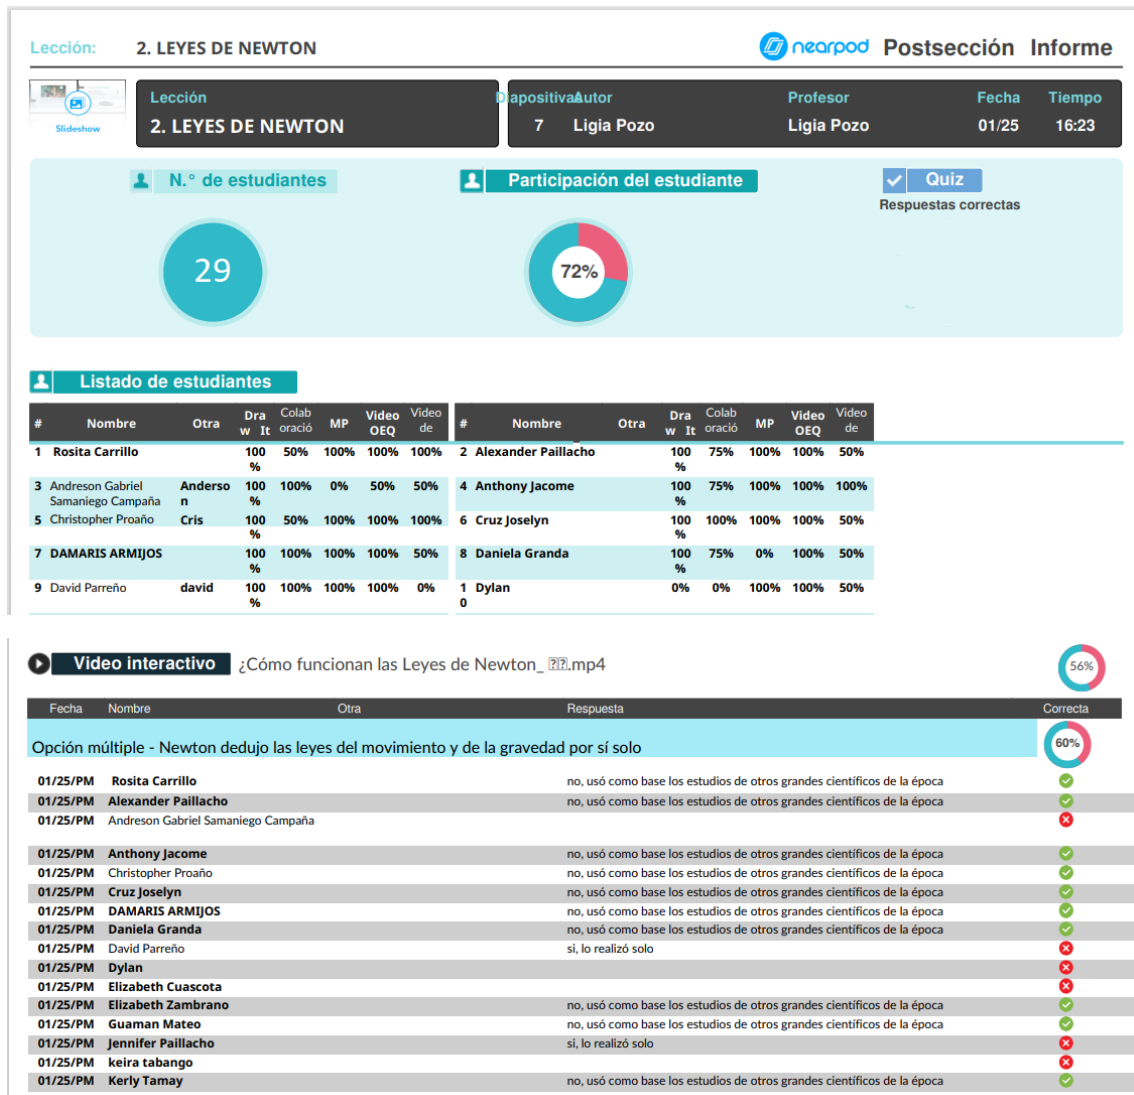 Lección: 2. LEYES DE NEWTON nearpod Postsección Informe
Slideshow
Lección
2. LEYES DE NEWTON
Diapositivas Autor Profesor Fecha Tiempo
7 Ligia Pozo Ligia Pozo 01/25 16:23
N.° de estudiantes
29
Participación del estudiante
72%
Quiz
Respuestas correctas
Listado de estudiantes
# Nombre Otra Dra w It Colab oració MP Video OEQ Video de # Nombre Otra Dra w It Colab oració MP Video OEQ Video de
1 Rosita Carrillo 100 % 50% 100% 100% 100% 2 Alexander Paillacho 100 % 75% 100% 100% 50%
3 Andreson Gabriel Samaniego Campaña Anderso n 100 % 100% 0% 50% 50% 4 Anthony Jacome 100 % 75% 100% 100% 100%
5 Christopher Proaño Cris 100 % 50% 100% 100% 100% 6 Cruz Joselyn 100 % 100% 100% 100% 50%
7 DAMARIS ARMIJOS 100 % 100% 100% 100% 50% 8 Daniela Granda 100 % 75% 0% 100% 50%
9 David Parreño david 100 % 100% 100% 100% 0% 1 0 Dylan 0% 0% 100% 100% 50%
Video interactivo ¿Cómo funcionan las Leyes de Newton_ .mp4 56%
Fecha Nombre Otra Respuesta Correcta
Opción múltiple - Newton dedujo las leyes del movimiento y de la gravedad por sí solo 60%
01/25/PM Rosita Carrillo no, usó como base los estudios de otros grandes científicos de la época
01/25/PM Alexander Paillacho no, usó como base los estudios de otros grandes científicos de la época
01/25/PM Andreson Gabriel Samaniego Campaña
01/25/PM Anthony Jacome no, usó como base los estudios de otros grandes científicos de la época
01/25/PM Christopher Proaño no, usó como base los estudios de otros grandes científicos de la época
01/25/PM Cruz Joselyn no, usó como base los estudios de otros grandes científicos de la época
01/25/PM DAMARIS ARMIJOS no, usó como base los estudios de otros grandes científicos de la época
01/25/PM Daniela Granda no, usó como base los estudios de otros grandes científicos de la época
01/25/PM David Parreño si, lo realizó solo
01/25/PM Dylan
01/25/PM Elizabeth Cuascota
01/25/PM Elizabeth Zambrano no, usó como base los estudios de otros grandes científicos de la época
01/25/PM Guaman Mateo no, usó como base los estudios de otros grandes científicos de la época
01/25/PM Jennifer Paillacho si, lo realizó solo
01/25/PM keira tabango
01/25/PM Kerly Tamay no, usó como base los estudios de otros grandes científicos de la época